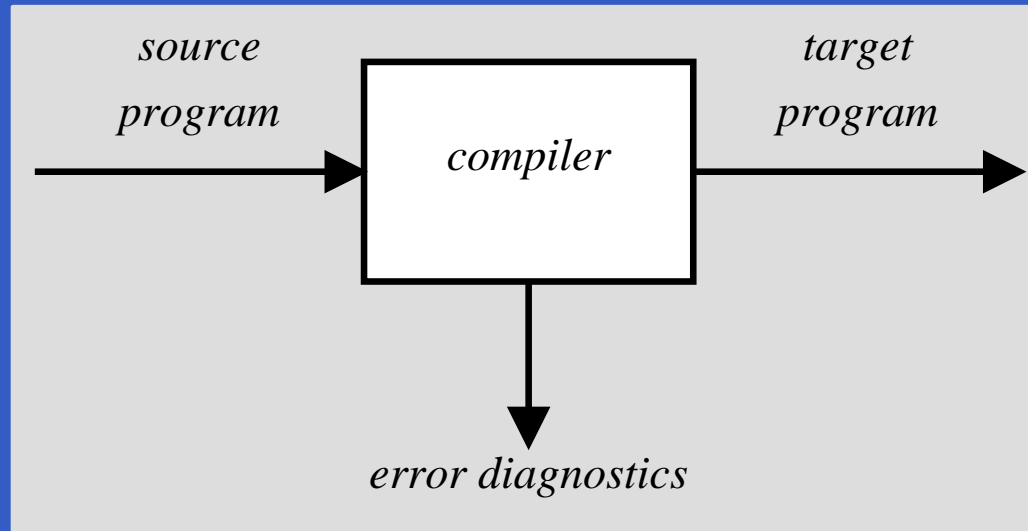 source
program
compiler
target
program
error diagnostics